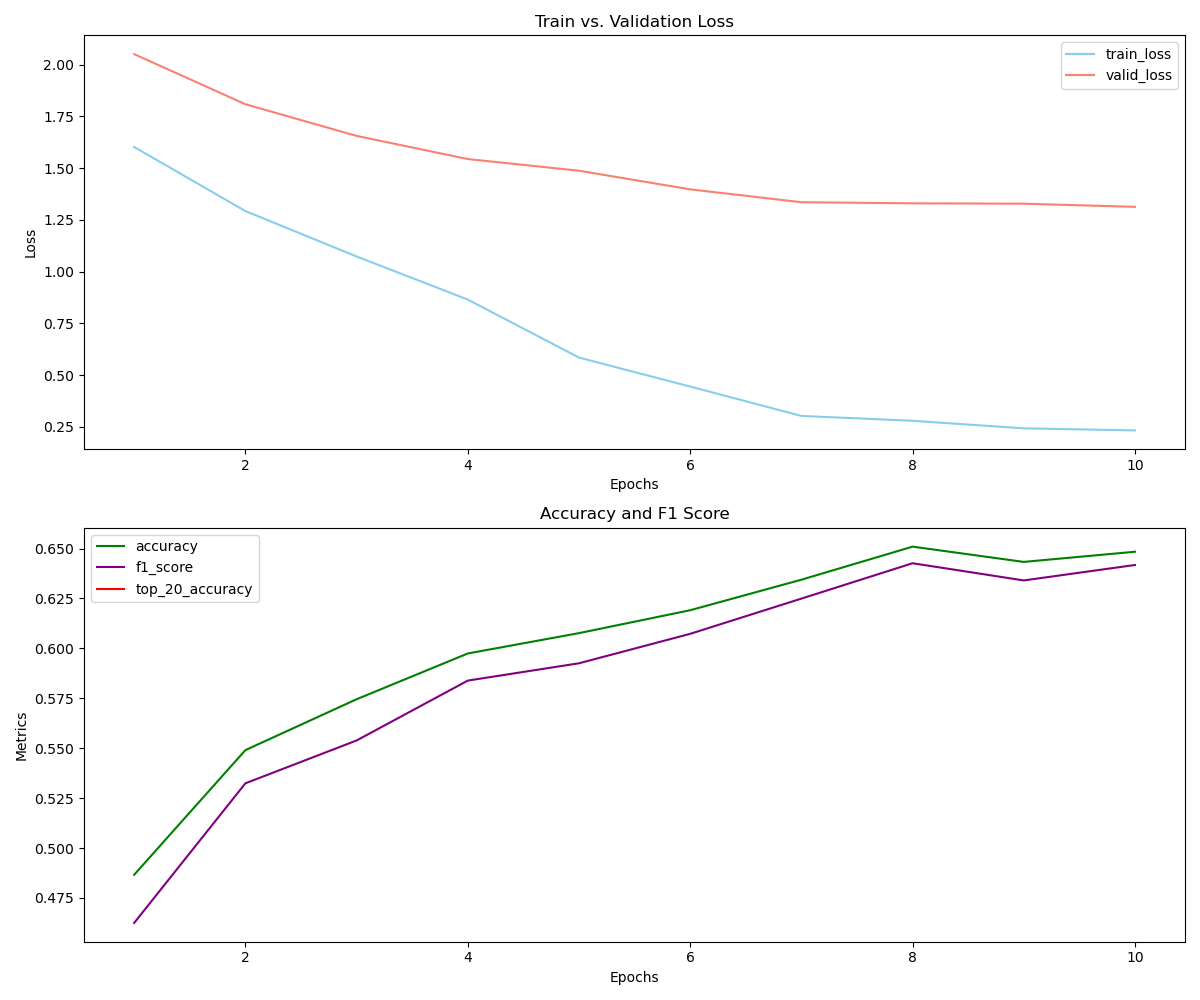 Train vs. Validation Loss
train_loss
valid_loss
2.00
1.75
1.50
1.25
1.00
0.75
0.50
0.25
Loss
2 4 6 8 10
Epochs
Accuracy and F1 Score
accuracy
f1_score
top_20_accuracy
0.650
0.625
0.600
0.575
0.550
0.525
0.500
0.475
Metrics
2 4 6 8 10
Epochs